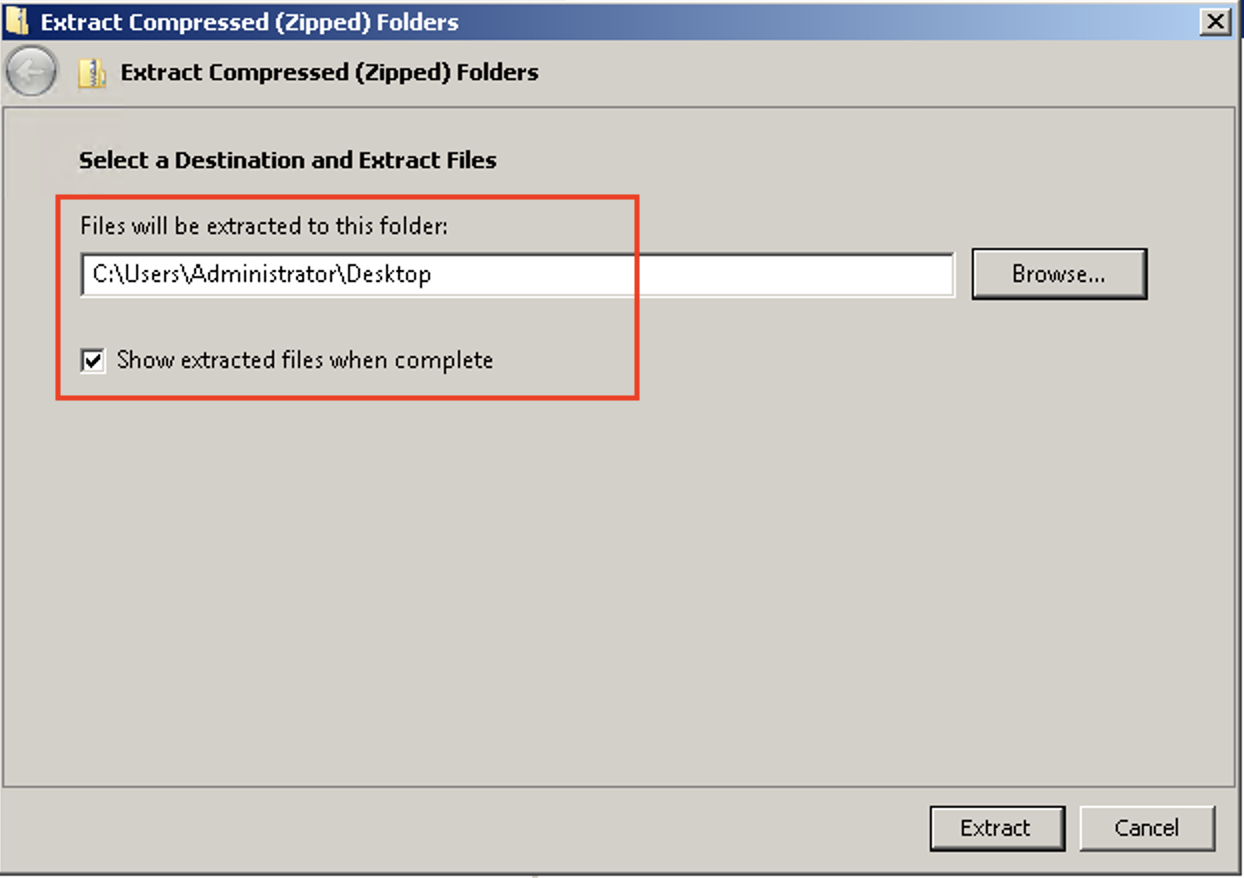 Extract Compressed (Zipped) Folders
Extract Compressed (Zipped) Folders
Select a Destination and Extract Files
Files will be extracted to this folder:
C:\Users\Administrator\Desktop
Browse...
Show extracted files when complete
Extract
Cancel